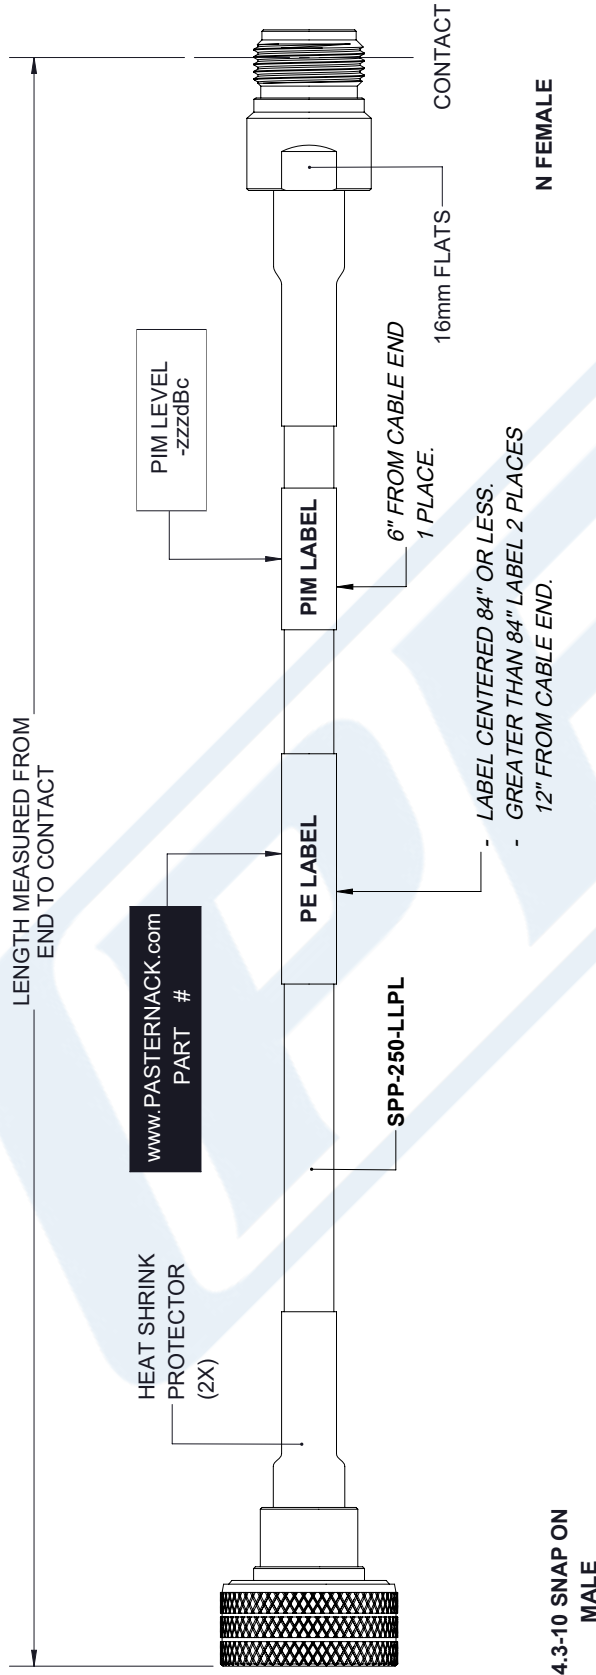 LENGTH MEASURED FROM
END TO CONTACT
HEAT SHRINK
PROTECTOR
(2X)
www.PASTERNACK.com
PART #
PIM LEVEL
-zzzdBc
PE LABEL
PIM LABEL
SPP-250-LLPL
6" FROM CABLE END
1 PLACE.
16mm FLATS
CONTACT
- LABEL CENTERED 84" OR LESS.
- GREATER THAN 84" LABEL 2 PLACES
12" FROM CABLE END.
4.3-10 SNAP ON
MALE
N FEMALE